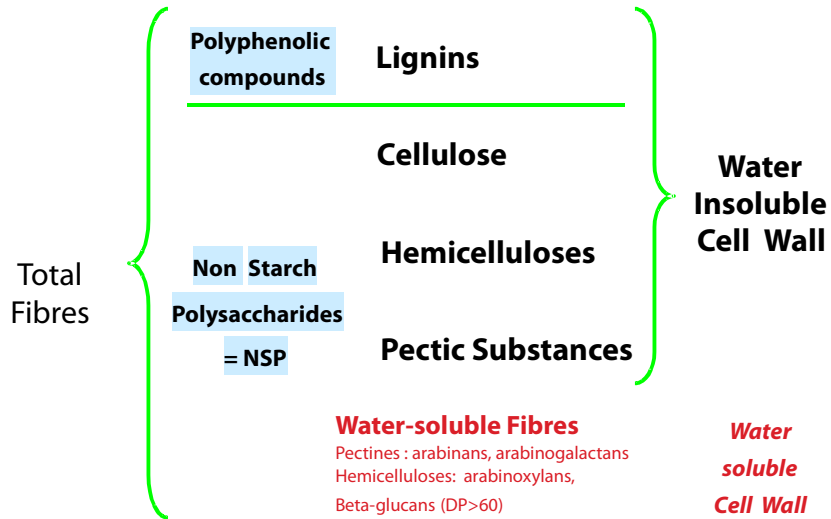 Polyphenolic
compounds
Lignins
Cellulose
Water
Insoluble
Cell Wall
Hemicelluloses
Total
Fibres
Non Starch
Polysaccharides
= NSP
Pectic Substances
Water-soluble Fibres
Pectines : arabinans, arabinogalactans
Hemicelluloses: arabinoxylans,
Beta-glucans (DP>60)
Water
soluble
Cell Wall